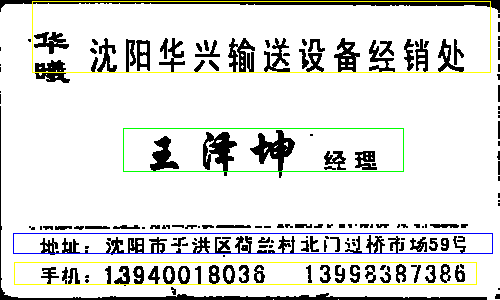 华曦 沈阳华兴输送设备经销处
王泽坤 经理
地址：沈阳市于洪区荷兰村北门过桥市场59号
手机：13940018036 13998387386